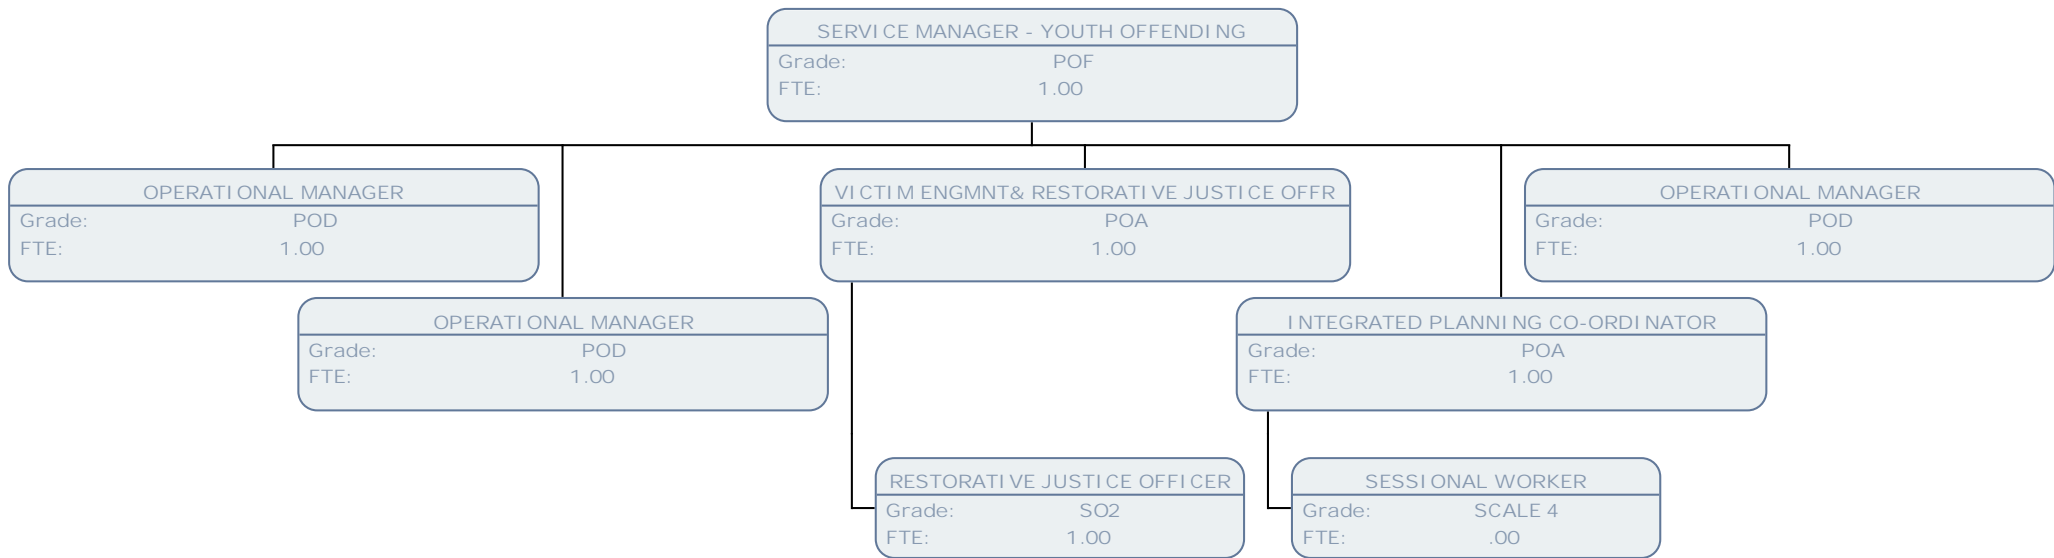 SERVICE MANAGER - YOUTH OFFENDING
Grade: POF
FTE: 1.00
OPERATIONAL MANAGER
Grade: POD
FTE: 1.00
VICTIM ENGMNT& RESTORATIVE JUSTICE OFFR
Grade: POA
FTE: 1.00
OPERATIONAL MANAGER
Grade: POD
FTE: 1.00
OPERATIONAL MANAGER
Grade: POD
FTE: 1.00
INTEGRATED PLANNING CO-ORDINATOR
Grade: POA
FTE: 1.00
RESTORATIVE JUSTICE OFFICER
Grade: SO2
FTE: 1.00
SESSIONAL WORKER
Grade: SCALE 4
FTE: .00